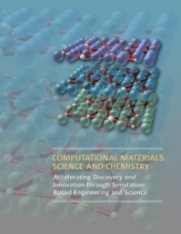 COMPUTATIONAL MATERIALS
SCIENCE AND CHEMISTRY
Accelerating Discovery and
Innovation through Simulation-
Based Engineering and Science